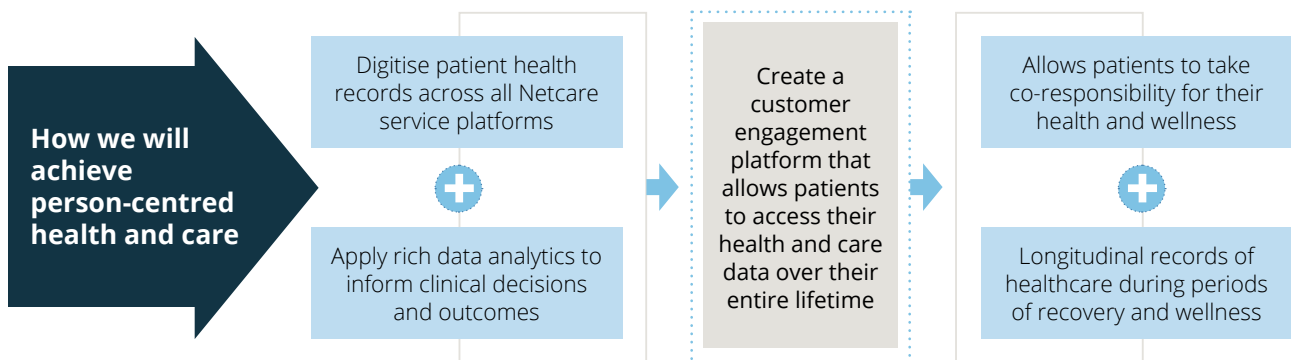 How we will
achieve
person-centred
health and care
Digitise patient health
records across all Netcare
service platforms
Apply rich data analytics to
inform clinical decisions
and outcomes
Create a
customer
engagement
platform that
allows patients
to access their
health and care
data over their
entire lifetime
Allows patients to take
co-responsibility for their
health and wellness
Longitudinal records of
healthcare during periods
of recovery and wellness